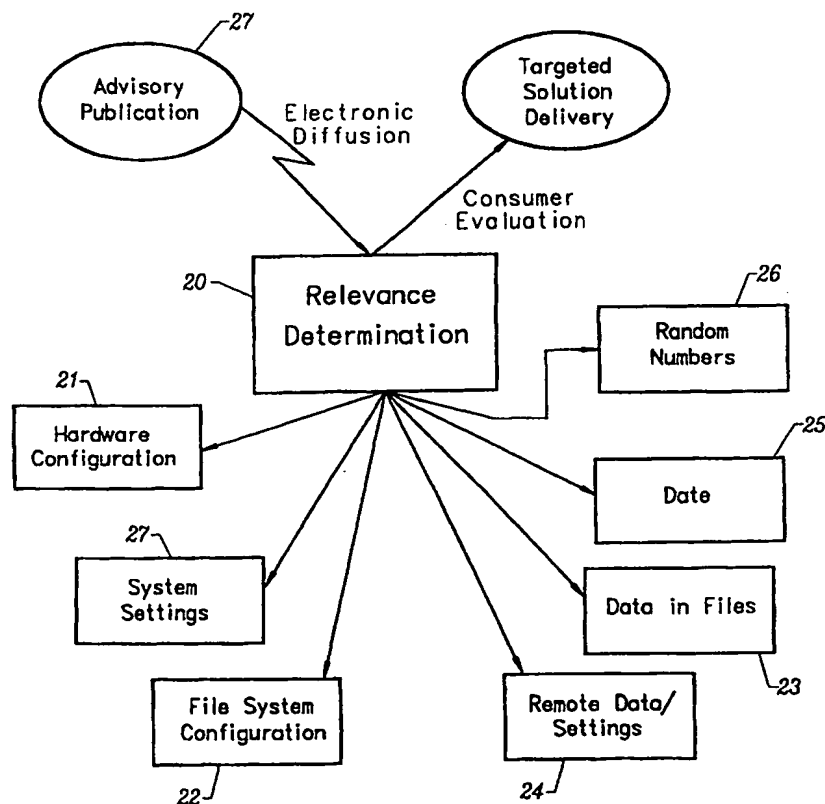 27
Advisory
Publication
Targeted
Solution
Delivery
Electronic
Diffusion
Consumer
Evaluation
20
Relevance
Determination
26
Random
Numbers
21
Hardware
Configuration
25
Date
27
System
Settings
Data in Files
23
File System
Configuration
22
Remote Data/
Settings
24